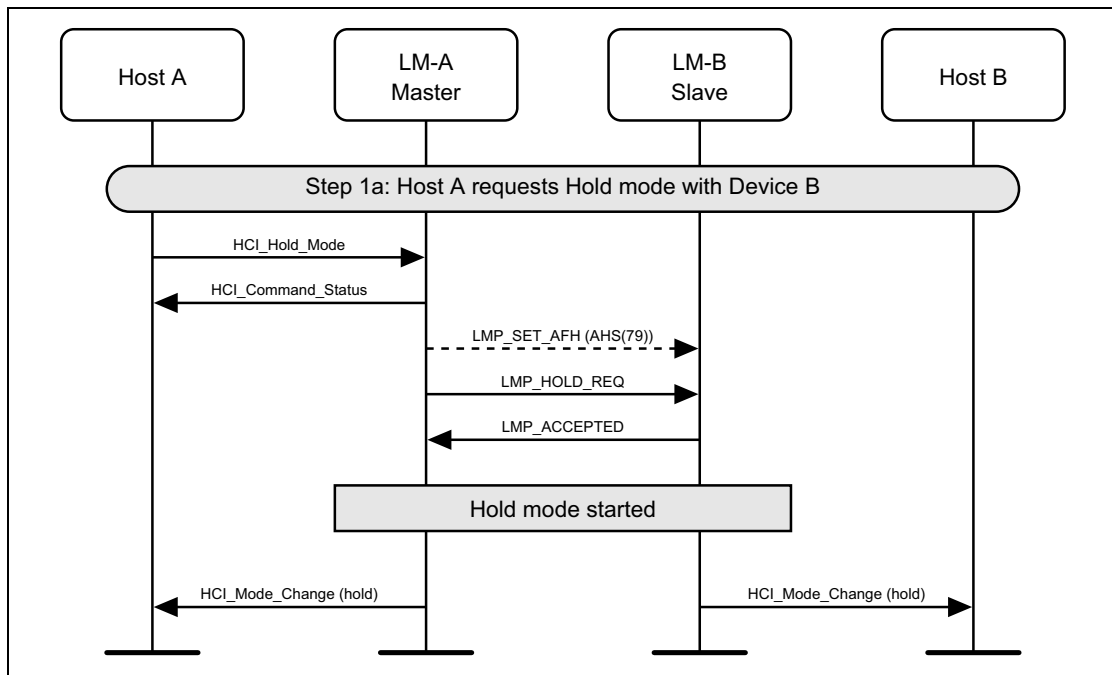 Host A
LM-A
Master
LM-B
Slave
Host B
Step 1a: Host A requests Hold mode with Device B
HCI_Hold_Mode
HCI_Command_Status
LMP_SET_AFH (AHS(79))
LMP_HOLD_REQ
LMP_ACCEPTED
Hold mode started
HCI_Mode_Change (hold)
HCI_Mode_Change (hold)